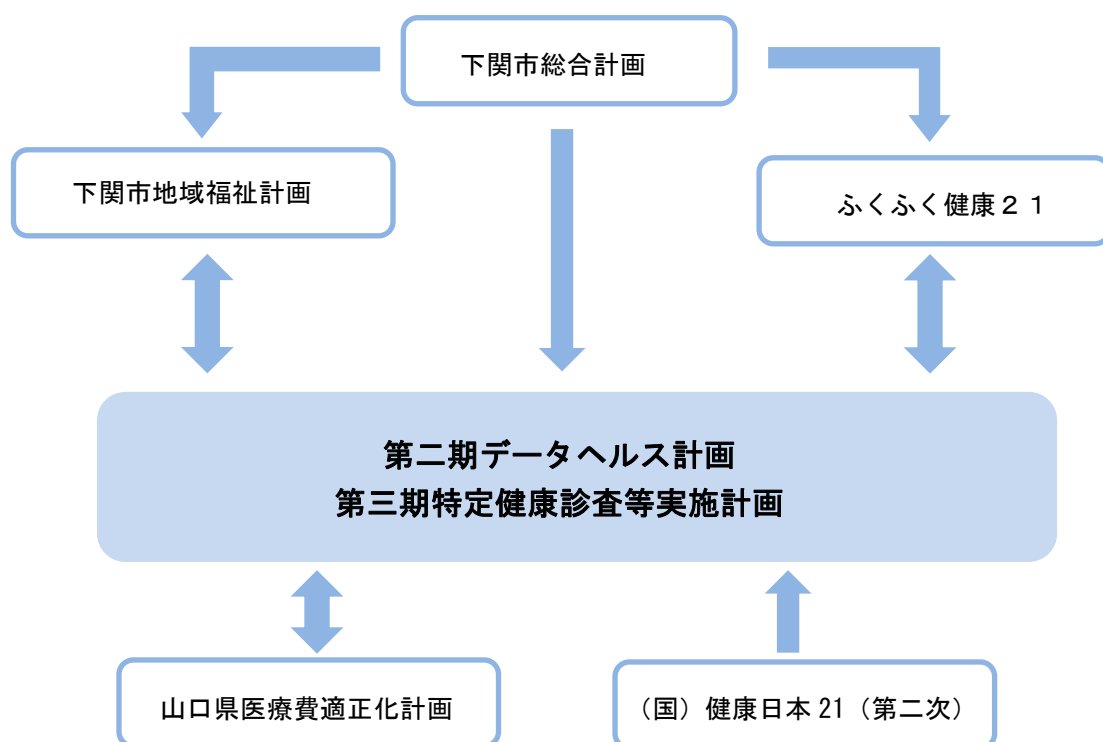 下関市総合計画
下関市地域福祉計画
ふくふく健康２１
第二期データヘルス計画
第三期特定健康診査等実施計画
山口県医療費適正化計画
（国）健康日本 21（第二次）